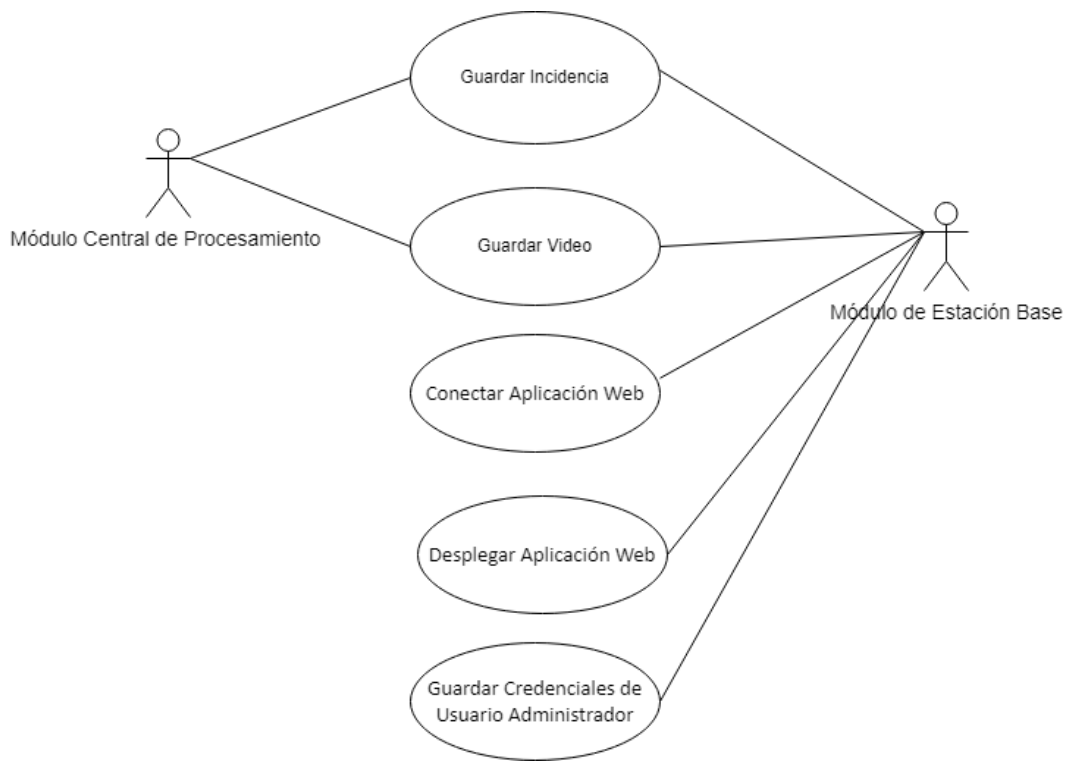 Guardar Incidencia
Módulo Central de Procesamiento
Guardar Video
Módulo de Estación Base
Conectar Aplicación Web
Desplegar Aplicación Web
Guardar Credenciales de
Usuario Administrador